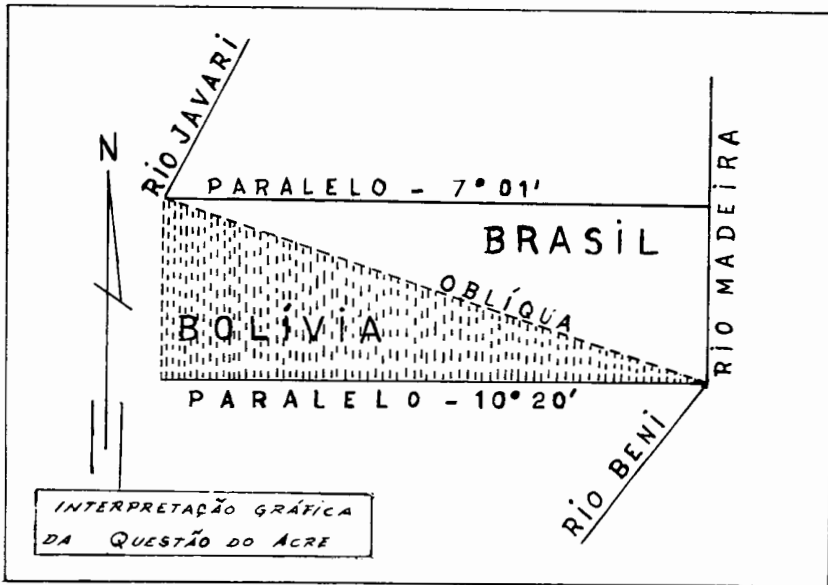 RiO JAVARi
N
PARALELO - 7° 01'
BRASiL
RiO MADEiRA
OBLÍQUA
BOLÍViA
PARALELO - 10° 20'
RiO BENi
INTERPRETAÇÃO GRÁFICA
DA QUESTÃO DO ACRE